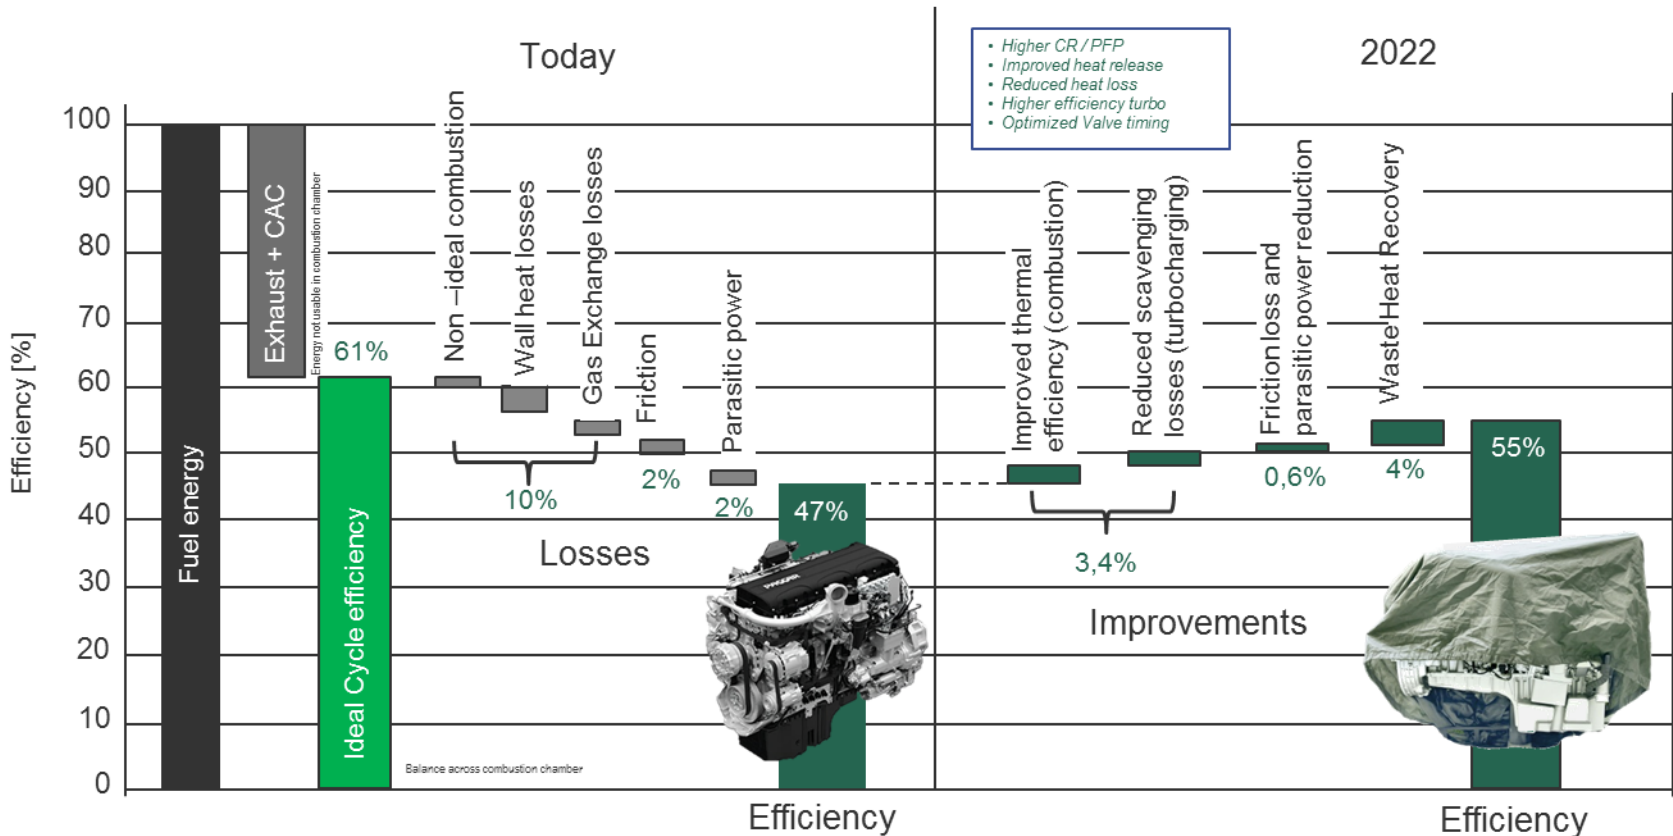 Today
2022
• Higher CR / PFP
• Improved heat release
• Reduced heat loss
• Higher efficiency turbo
• Optimized Valve timing
Efficiency [%]
100
90
80
70
60
50
40
30
20
10
0
Fuel energy
Exhaust + CAC
Energy not usable in combustion chamber
61%
Ideal Cycle efficiency
Non –ideal combustion
Wall heat losses
Gas Exchange losses
Friction
Parasitic power
10%
2%
2%
47%
Losses
PACCAR
Balance across combustion chamber
Efficiency
Improved thermal
efficiency (combustion)
Reduced scavenging
losses (turbocharging)
Friction loss and
parasitic power reduction
Waste Heat Recovery
3,4%
0,6%
4%
55%
Improvements
Efficiency